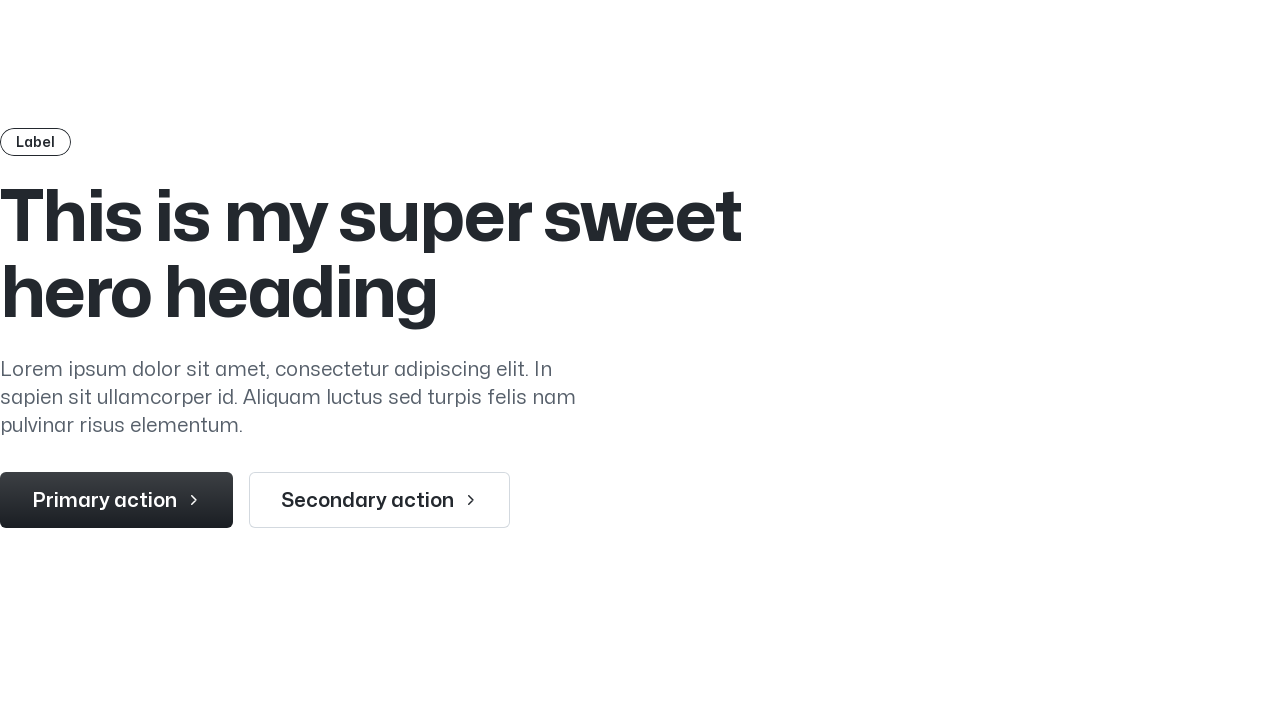 Label
This is my super sweet
hero heading
Lorem ipsum dolor sit amet, consectetur adipiscing elit. In
sapien sit ullamcorper id. Aliquam luctus sed turpis felis nam
pulvinar risus elementum.
Primary action
Secondary action